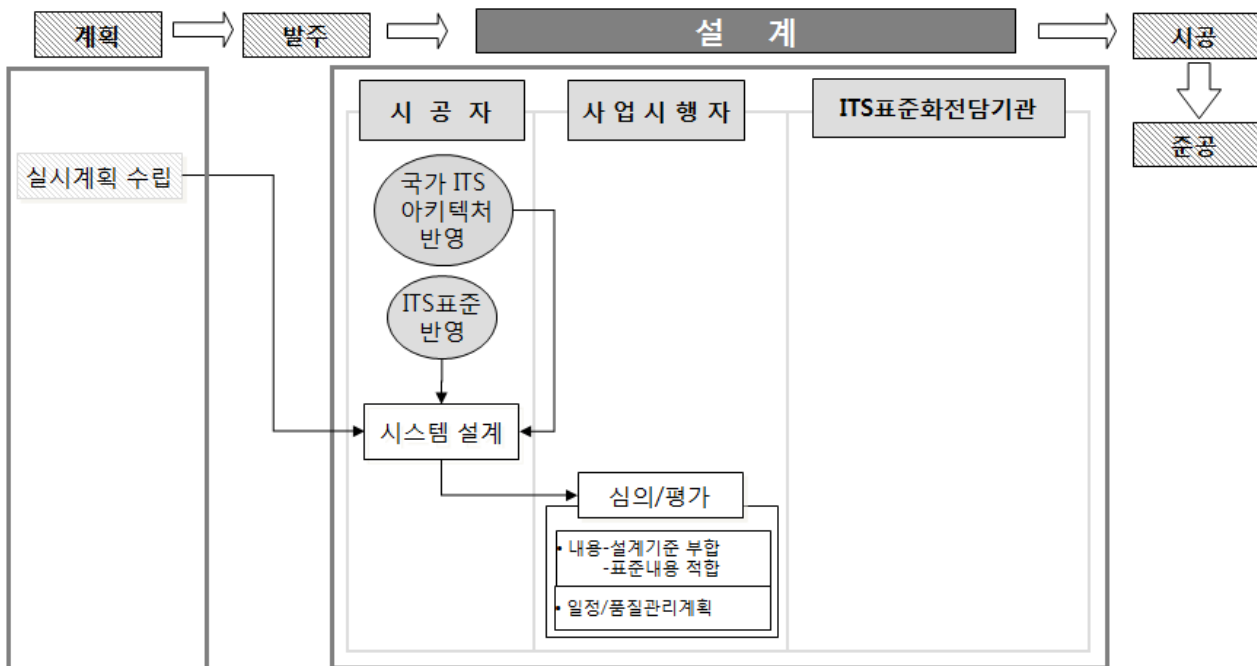 계획
발주
설 계
시공
준공
시 공 자
사 업 시 행 자
ITS표준화전담기관
실시계획 수립
국가 ITS
아키텍처
반영
ITS표준
반영
시스템 설계
심의/평가
• 내용-설계기준 부합
-표준내용 적합
• 일정/품질관리계획